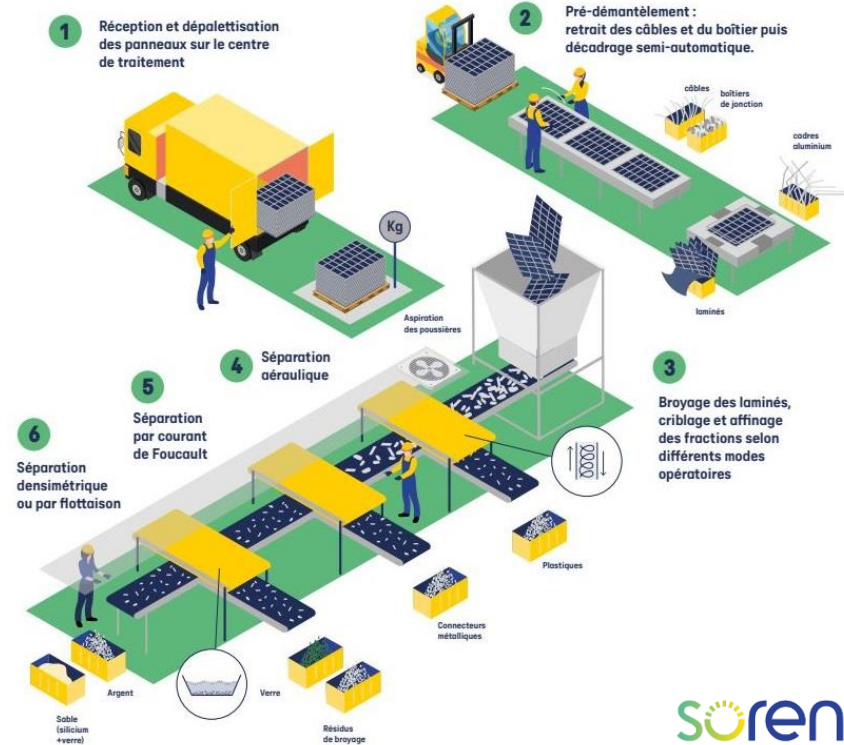 1
Réception et dépalettisation
des panneaux sur le centre
de traitement
2
Pré-démantèlement :
retrait des câbles et du boîtier puis
décadrage semi-automatique.
câbles
boîtiers
de jonction
cadres
aluminium
Kg
laminés
Aspiration
des poussières
3
Broyage des laminés,
criblage et affinage
des fractions selon
différents modes
opératoires
4
Séparation
aéraulique
5
Séparation
par courant
de Foucault
6
Séparation
densimétrique
ou par flottaison
Plastiques
Connecteurs
métalliques
Verre
Résidus
de broyage
Argent
Sable
(silicium
+verre)
soren